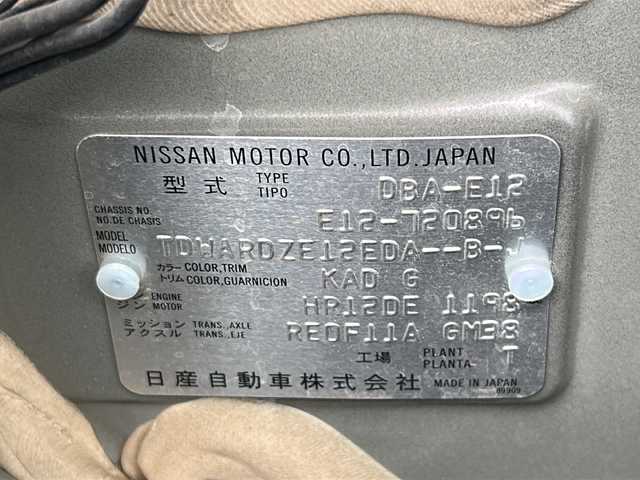 NISSAN MOTOR CO.,LTD.JAPAN
型式 TYPE TIPO DBA-E12
CHASSIS NO. NO.DE CHASIS E12-720896
MODEL MODELO TDWARDZE12EDA--B-J
カラー トリム COLOR,TRIM COLOR,GUARNICION KAD G
ENGINE MOTOR HR12DE 1198
ミッション アクスル TRANS.,AXLE TRANS.,EJE RE0F11A GM38
工場 PLANT PLANTA T
日産自動車株式会社 MADE IN JAPAN
89909